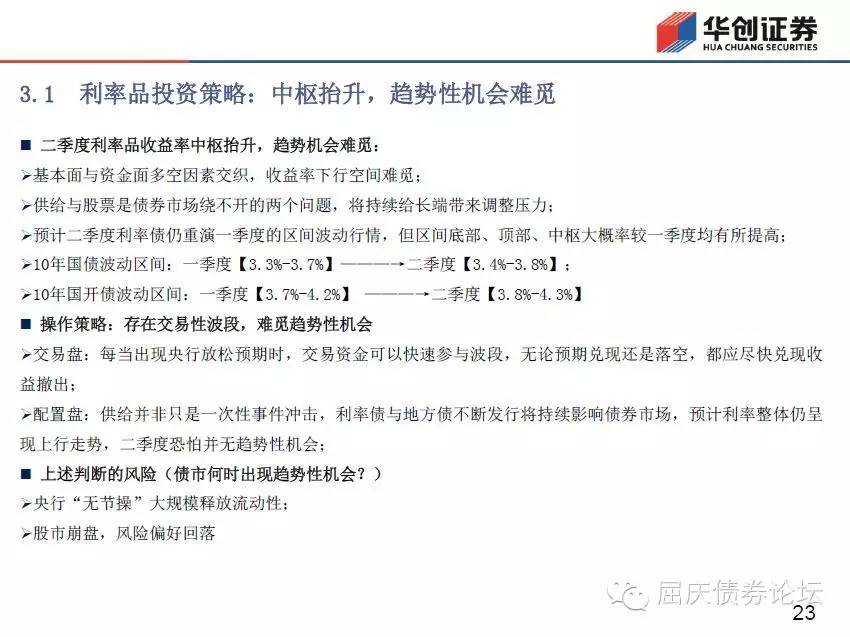 华创证券
HUA CHUANG SECURITIES
3.1 利率品投资策略：中枢抬升，趋势性机会难觅
■ 二季度利率品收益率中枢抬升，趋势机会难觅：
➢基本面与资金面多空因素交织，收益率下行空间难觅；
➢供给与股票是债券市场绕不开的两个问题，将持续给长端带来调整压力；
➢预计二季度利率债仍重演一季度的区间波动行情，但区间底部、顶部、中枢大概率较一季度均有所提高；
➢10年国债波动区间：一季度【3.3%-3.7%】————→二季度【3.4%-3.8%】；
➢10年国开债波动区间：一季度【3.7%-4.2%】 ————→二季度【3.8%-4.3%】
■ 操作策略：存在交易性波段，难觅趋势性机会
➢交易盘：每当出现央行放松预期时，交易资金可以快速参与波段，无论预期兑现还是落空，都应尽快兑现收
益撤出；
➢配置盘：供给并非只是一次性事件冲击，利率债与地方债不断发行将持续影响债券市场，预计利率整体仍呈
现上行走势，二季度恐怕并无趋势性机会；
■ 上述判断的风险（债市何时出现趋势性机会？）
➢央行“无节操”大规模释放流动性；
➢股市崩盘，风险偏好回落
屈庆债券论坛
23